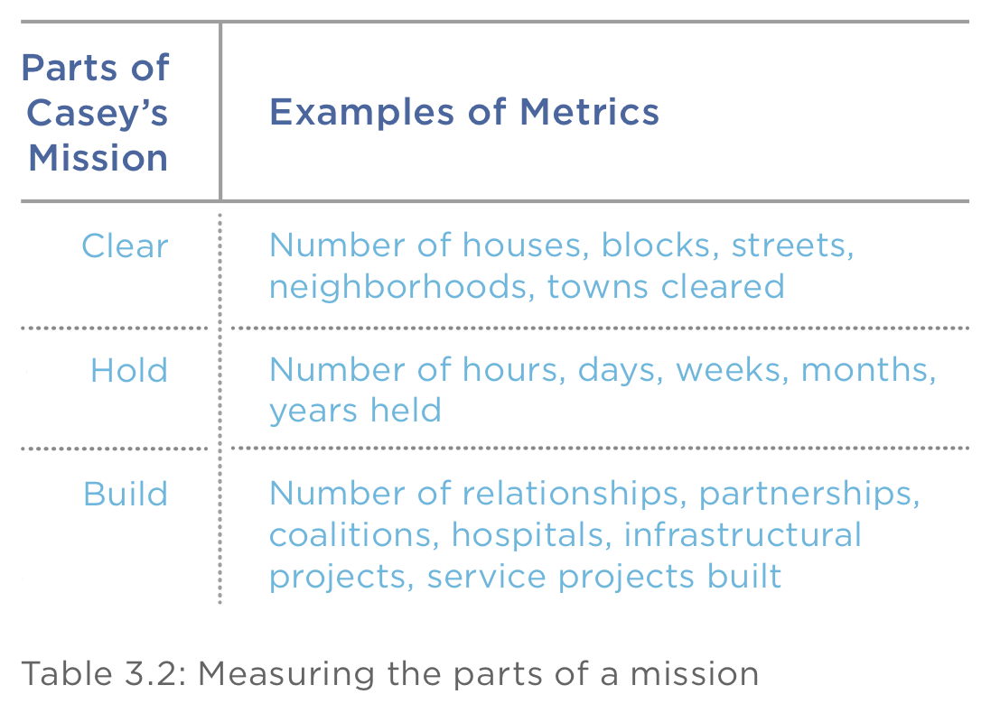 Parts of
Casey’s
Mission
Examples of Metrics
Clear
Number of houses, blocks, streets,
neighborhoods, towns cleared
Hold
Number of hours, days, weeks, months,
years held
Build
Number of relationships, partnerships,
coalitions, hospitals, infrastructural
projects, service projects built
Table 3.2: Measuring the parts of a mission